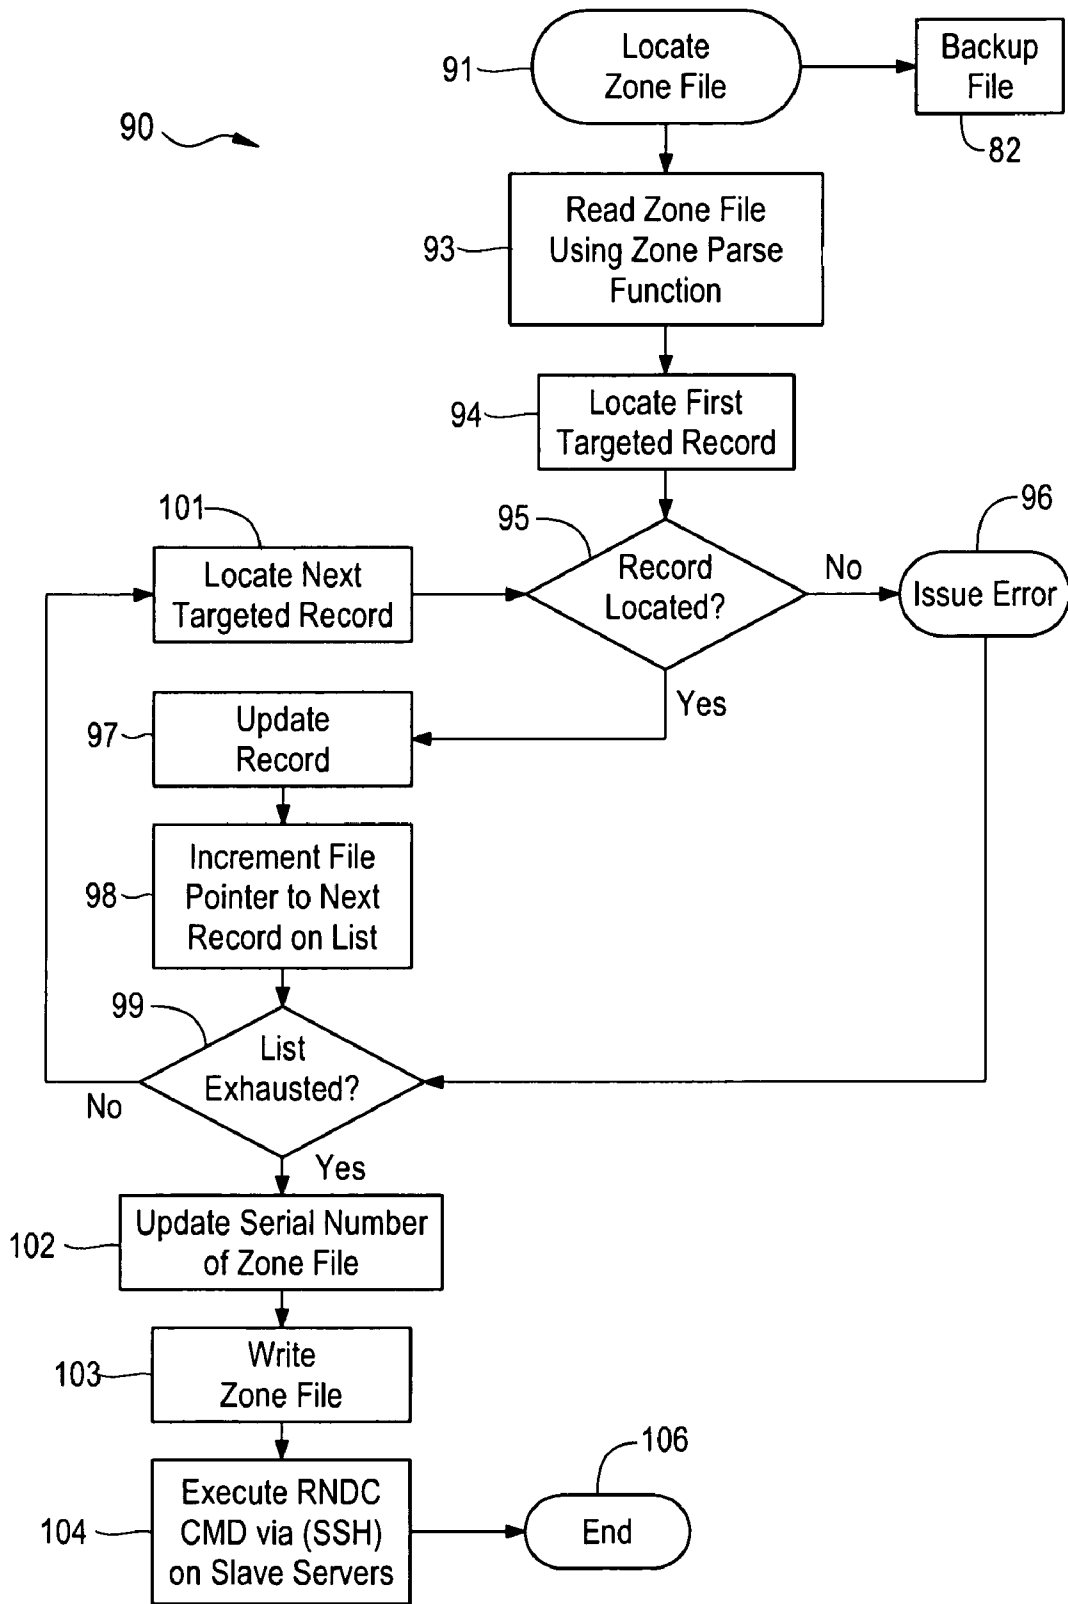 Locate
Zone File
91
Backup
File
82
90
Read Zone File
Using Zone Parse
Function
93
Locate First
Targeted Record
94
101
Locate Next
Targeted Record
95
Record
Located?
No
96
Issue Error
Yes
Update
Record
97
Increment File
Pointer to Next
Record on List
98
99
List
Exhausted?
No
Yes
Update Serial Number
of Zone File
102
Write
Zone File
103
Execute RNDC
CMD via (SSH)
on Slave Servers
104
106
End